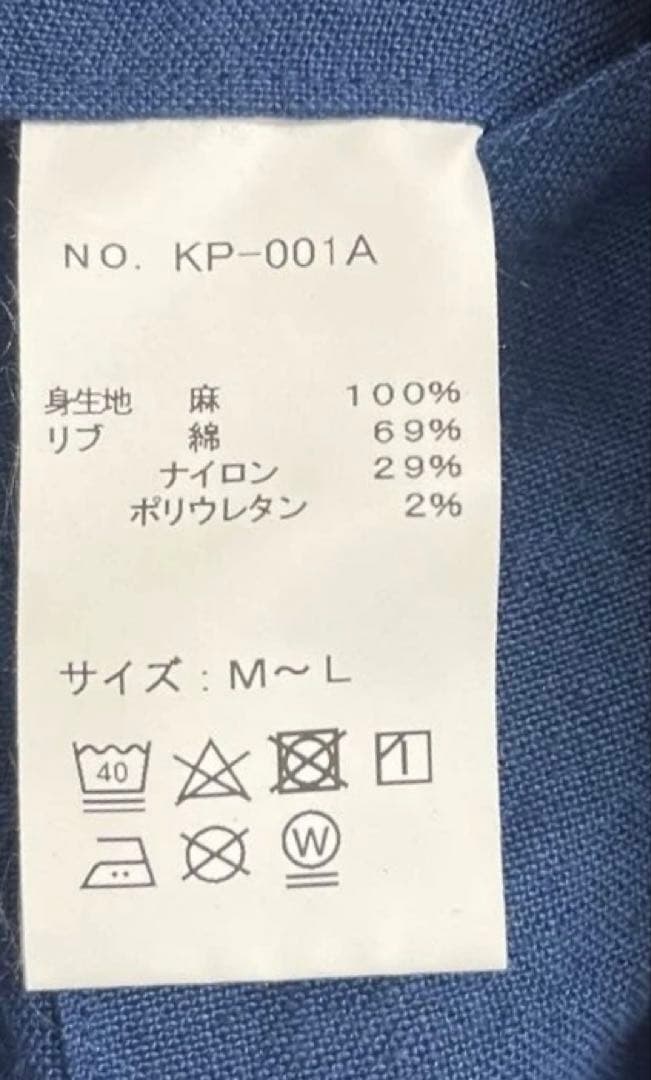 NO. KP-001A
身生地 麻 100%
リブ 綿 69%
ナイロン 29%
ポリウレタン 2%
サイズ：M〜L
40
W